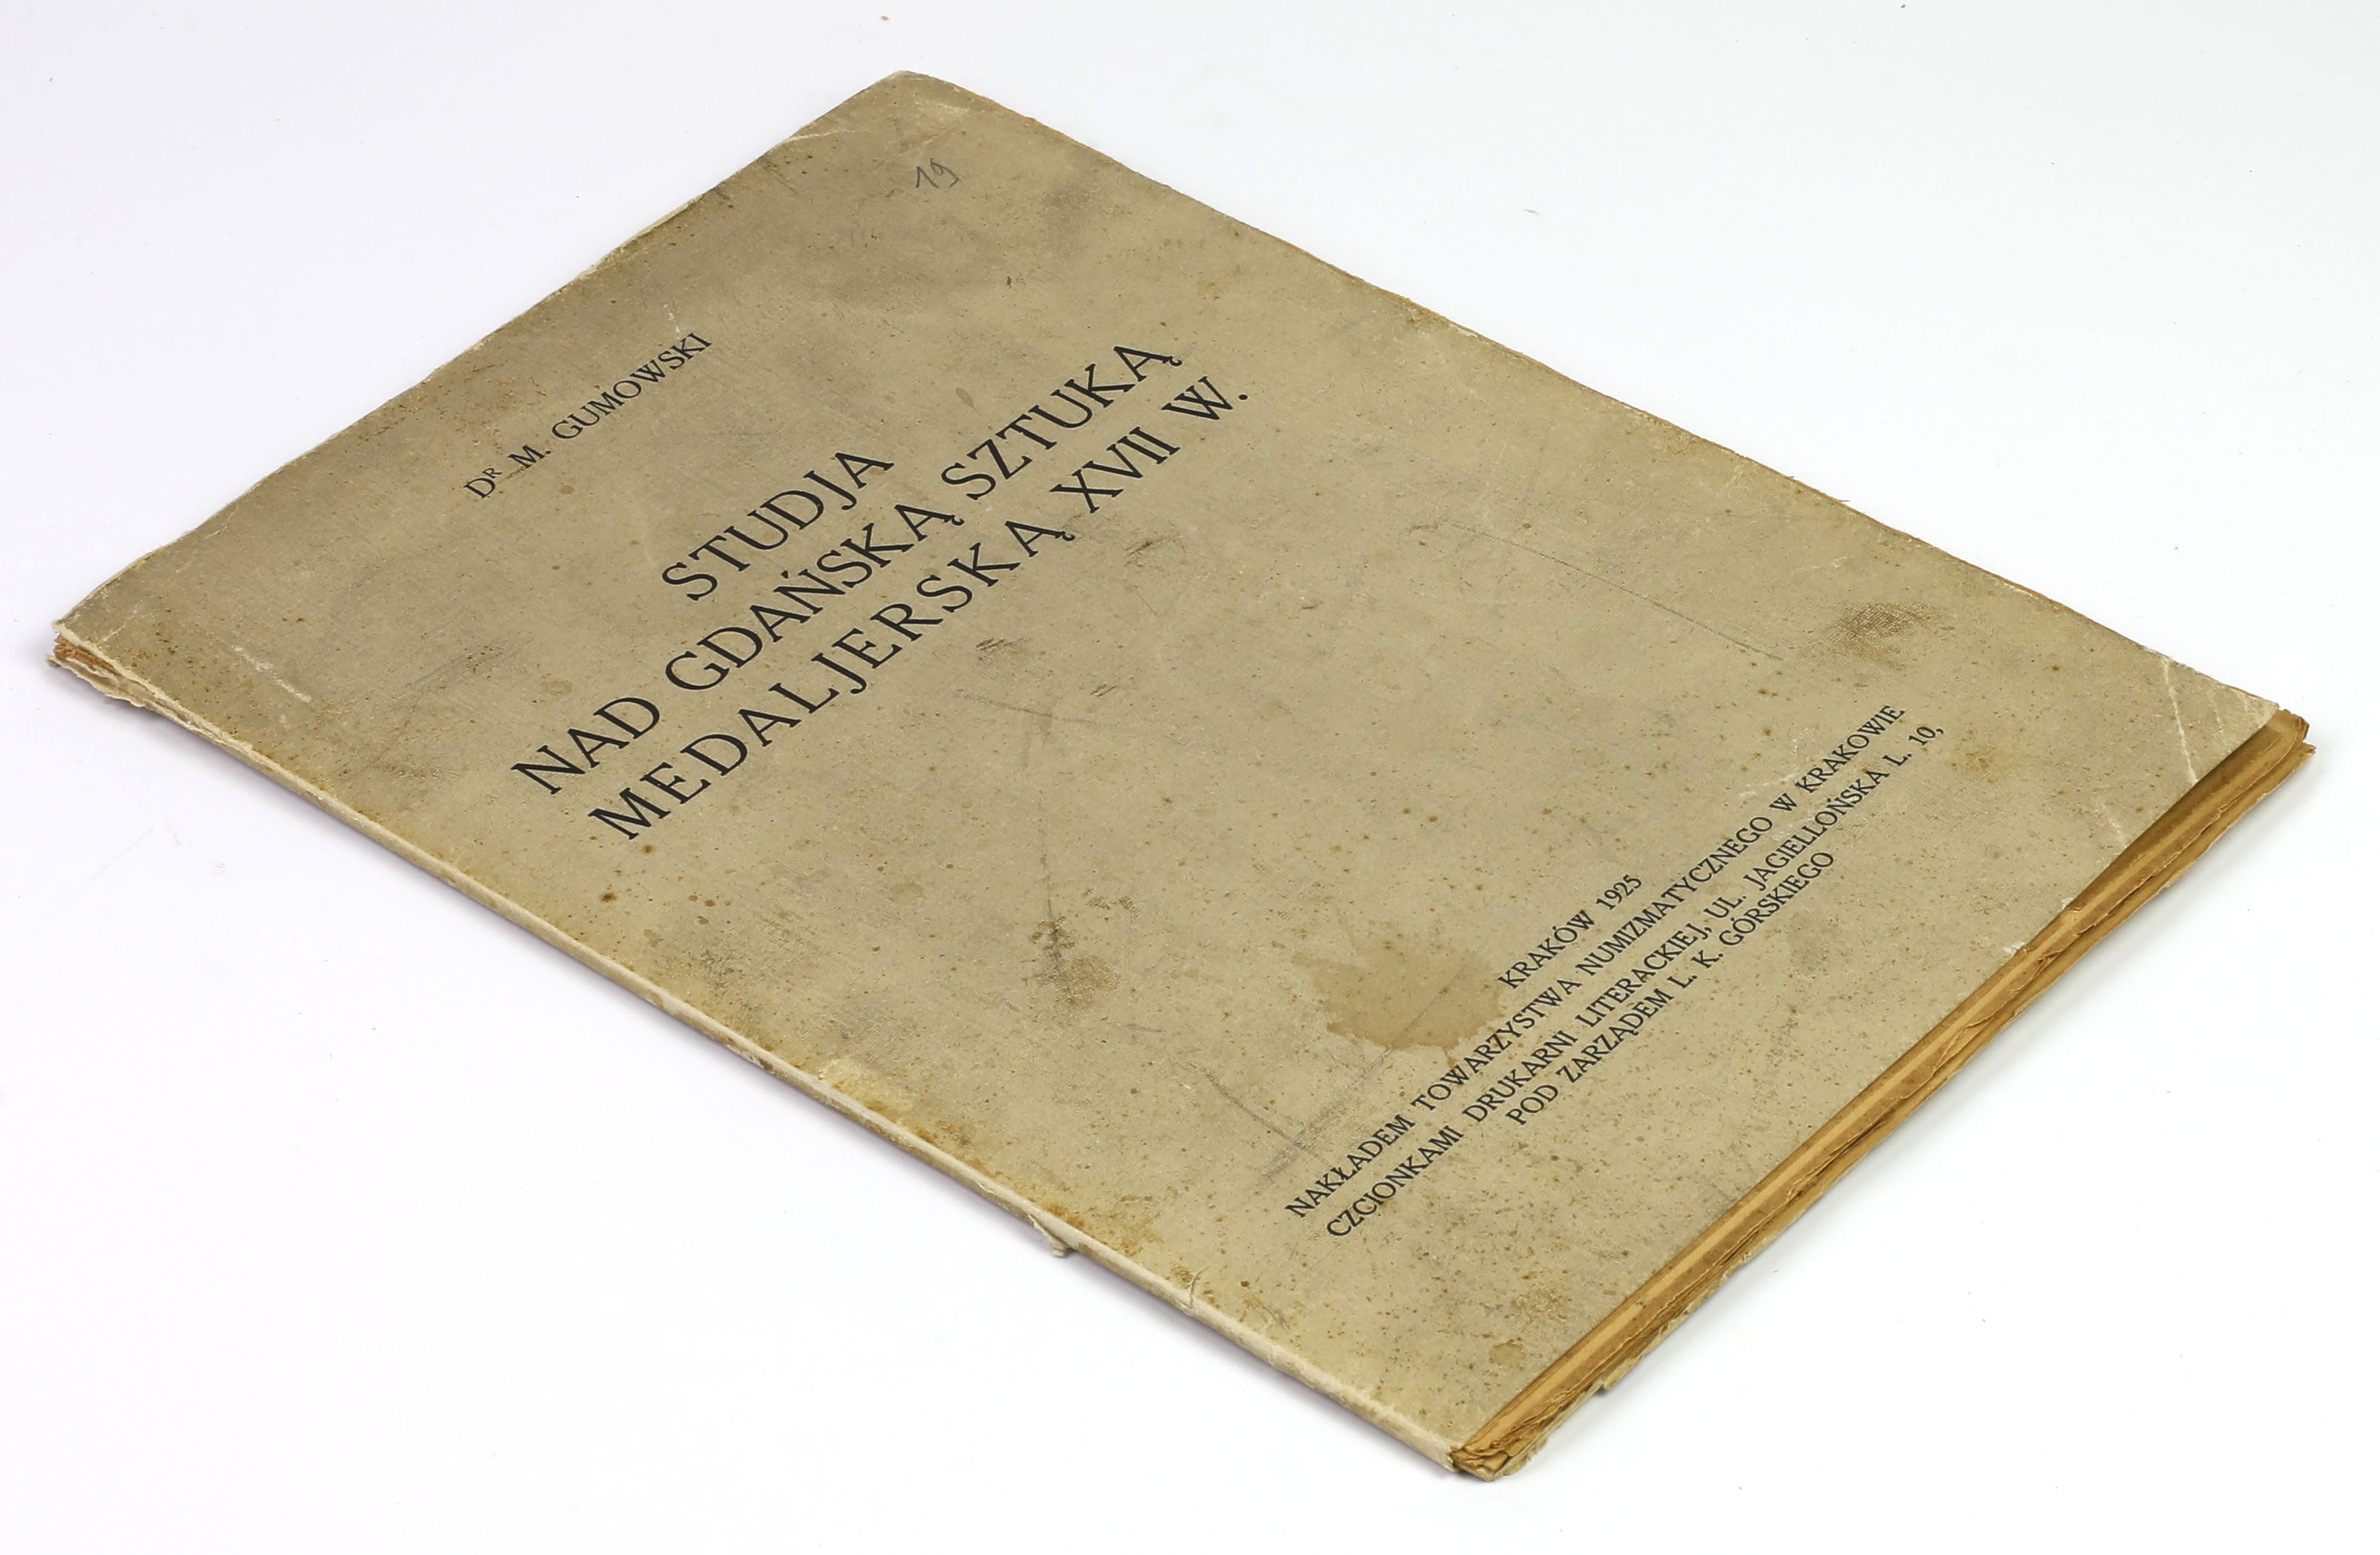 19
DR M. GUMOWSKI
STUDJA
NAD GDAŃSKĄ SZTUKĄ
MEDALJERSKĄ XVII W.
KRAKÓW 1925
NAKŁADEM TOWARZYSTWA NUMIZMATYCZNEGO W KRAKOWIE
CZCIONKAMI DRUKARNI LITERACKIEJ, UL. JAGIELLOŃSKA L. 10,
POD ZARZĄDEM L. K. GÓRSKIEGO